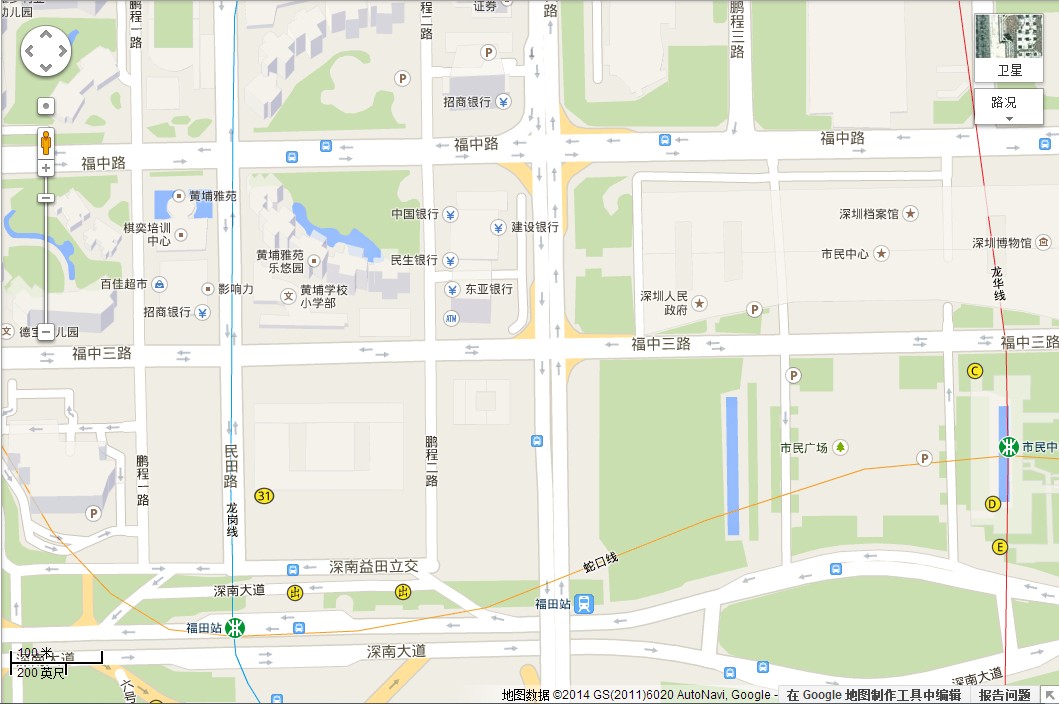 幼儿园
鹏程一路
鹏程二路
证券
路
鹏程三路
P
P
招商银行
¥
卫星
路况
福中路
福中路
福中路
黄埔雅苑
棋奕培训
中心
百佳超市
影响力
招商银行
¥
黄埔雅苑
乐悠园
文
黄埔学校
小学部
中国银行
¥
建设银行
¥
民生银行
¥
东亚银行
¥
ATM
深圳档案馆
市民中心
深圳博物馆
龙华线
深圳人民
政府
P
文
儿园
福中三路
福中三路
福中三路
P
C
市民广场
P
市民中
D
E
鹏程一路
民田路
龙岗线
31
鹏程二路
P
深南益田立交
深南大道
出
出
蛇口线
福田站
福田站
深南大道
深南大道
深南大道
100 米
200 英尺
地图数据 ©2014 GS(2011)6020 AutoNavi, Google - 在 Google 地图制作工具中编辑 报告问题